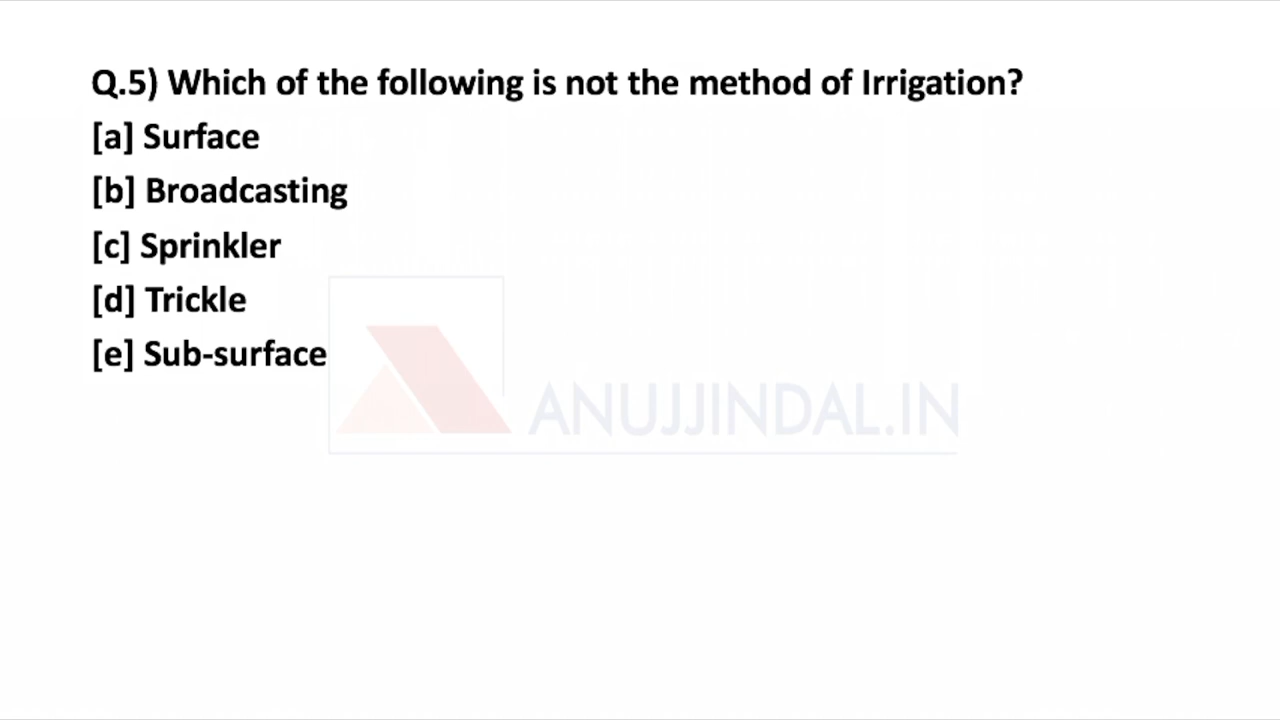 Q.5) Which of the following is not the method of Irrigation?
[a] Surface
[b] Broadcasting
[c] Sprinkler
[d] Trickle
[e] Sub-surface
ANUJJINDAL.IN